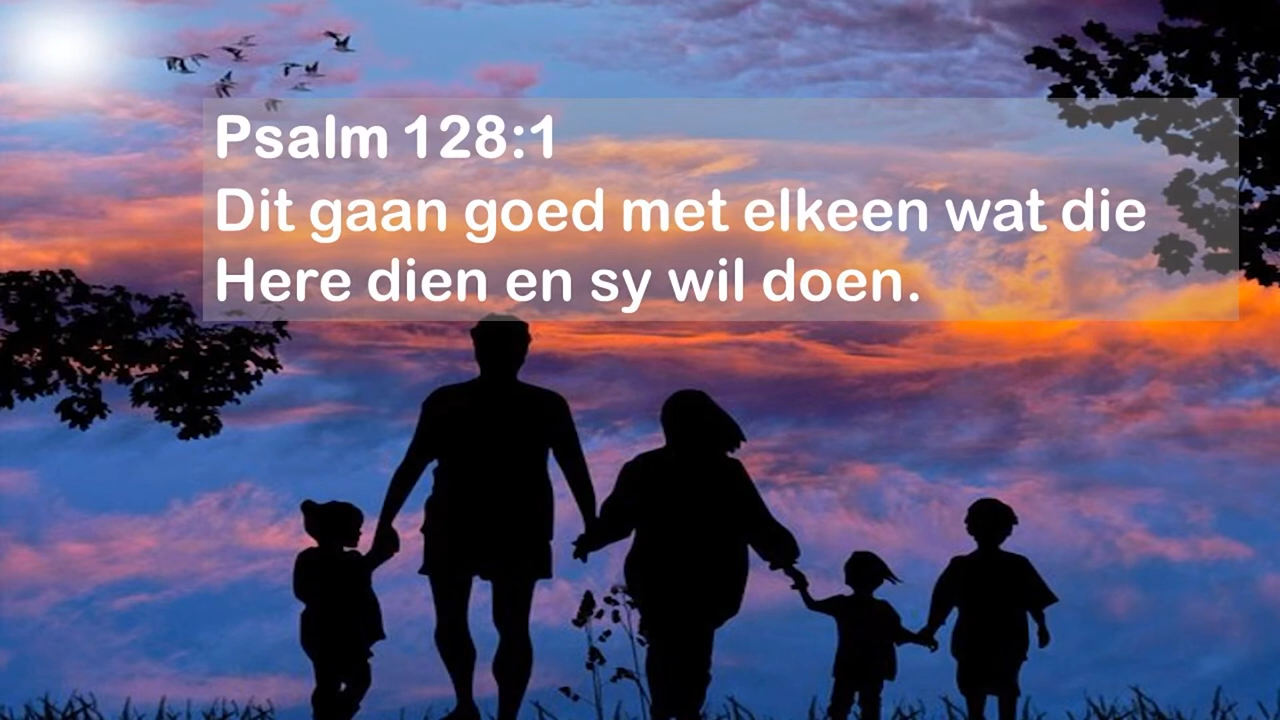 Psalm 128:1
Dit gaan goed met elkeen wat die
Here dien en sy wil doen.